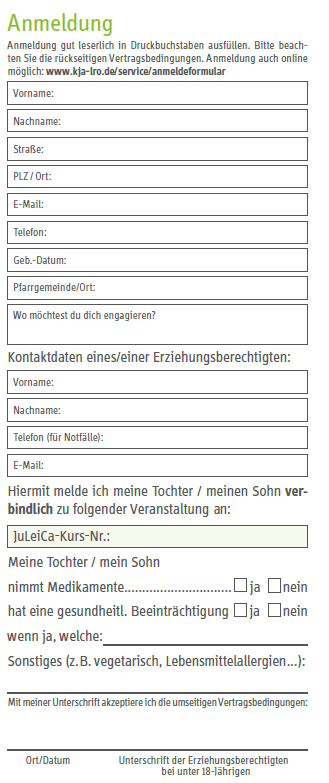 Anmeldung
Anmeldung gut leserlich in Druckbuchstaben ausfüllen. Bitte beach-
ten Sie die rückseitigen Vertragsbedingungen. Anmeldung auch online
möglich: www.kja-lro.de/service/anmeldeformular
Vorname:
Nachname:
Straße:
PLZ / Ort:
E-Mail:
Telefon:
Geb.-Datum:
Pfarrgemeinde/Ort:
Wo möchtest du dich engagieren?
Kontaktdaten eines/einer Erziehungsberechtigten:
Vorname:
Nachname:
Telefon (für Notfälle):
E-Mail:
Hiermit melde ich meine Tochter / meinen Sohn ver-
bindlich zu folgender Veranstaltung an:
JuLeiCa-Kurs-Nr.:
Meine Tochter / mein Sohn
nimmt Medikamente.............................. ja nein
hat eine gesundheitl. Beeinträchtigung ja nein
wenn ja, welche:
Sonstiges (z. B. vegetarisch, Lebensmittelallergien...):
Mit meiner Unterschrift akzeptiere ich die umseitigen Vertragsbedingungen:
Ort/Datum Unterschrift der Erziehungsberechtigten
bei unter 18-Jährigen